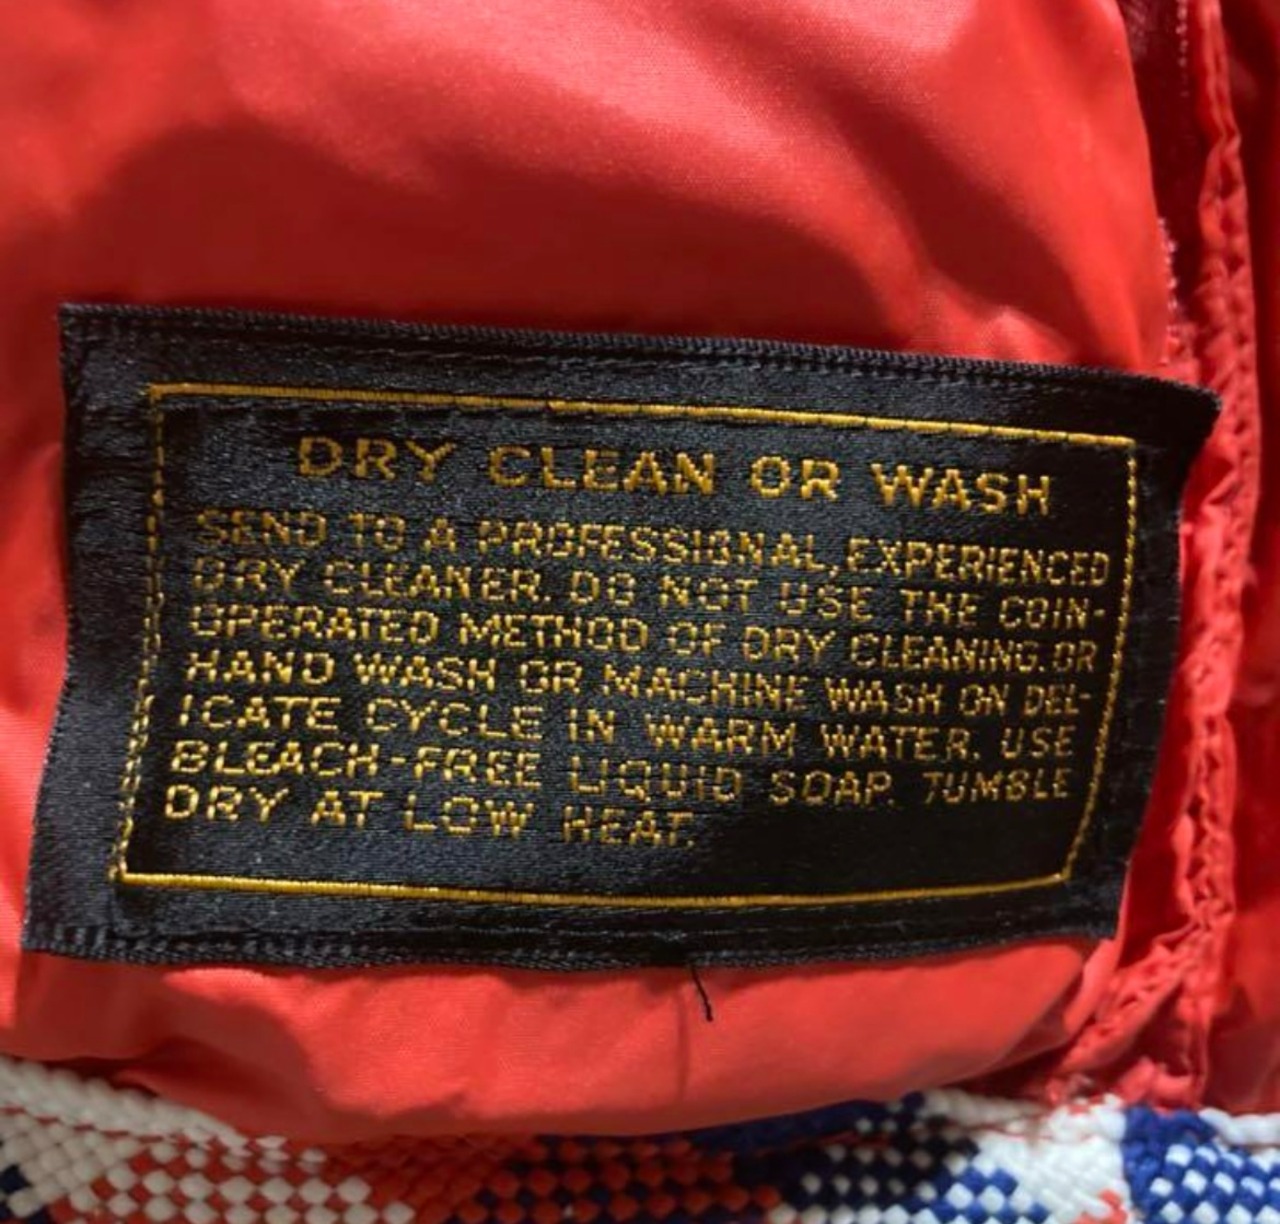 DRY CLEAN OR WASH
SEND TO A PROFESSIONAL, EXPERIENCED
DRY CLEANER. DO NOT USE THE COIN-
OPERATED METHOD OF DRY CLEANING. OR
HAND WASH OR MACHINE WASH ON DEL-
ICATE CYCLE IN WARM WATER. USE
BLEACH-FREE LIQUID SOAP. TUMBLE
DRY AT LOW HEAT.